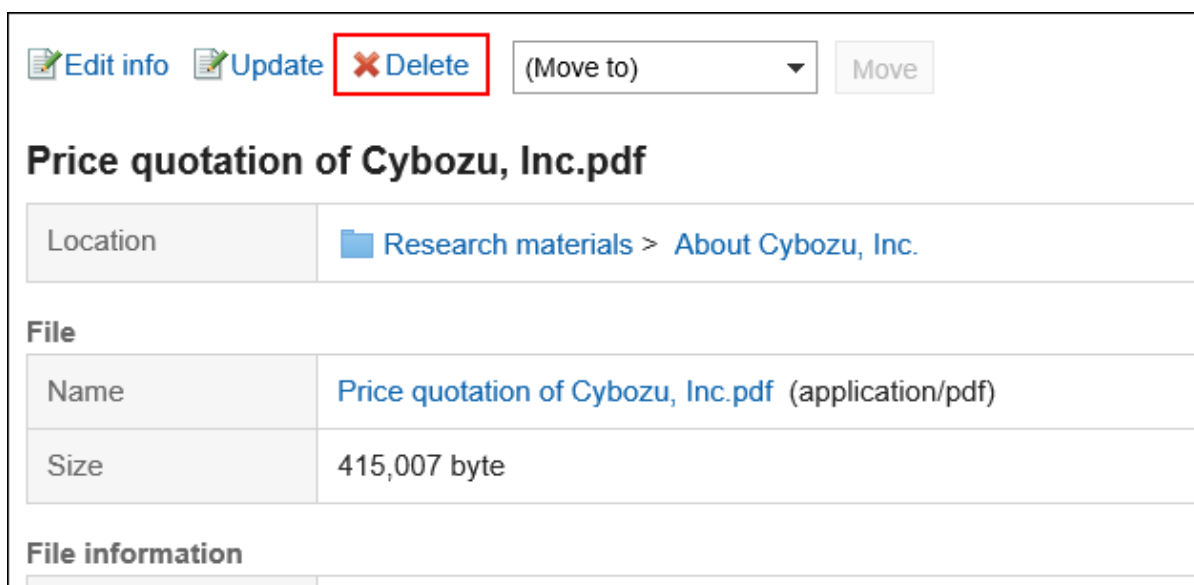 Edit info Update Delete (Move to) Move
Price quotation of Cybozu, Inc.pdf
Location Research materials > About Cybozu, Inc.
File
Name Price quotation of Cybozu, Inc.pdf (application/pdf)
Size 415,007 byte
File information